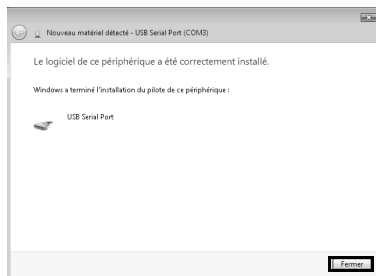 Nouveau matériel détecté - USB Serial Port (COM3)
Le logiciel de ce périphérique a été correctement installé.
Windows a terminé l'installation du pilote de ce périphérique :
USB Serial Port
Fermer